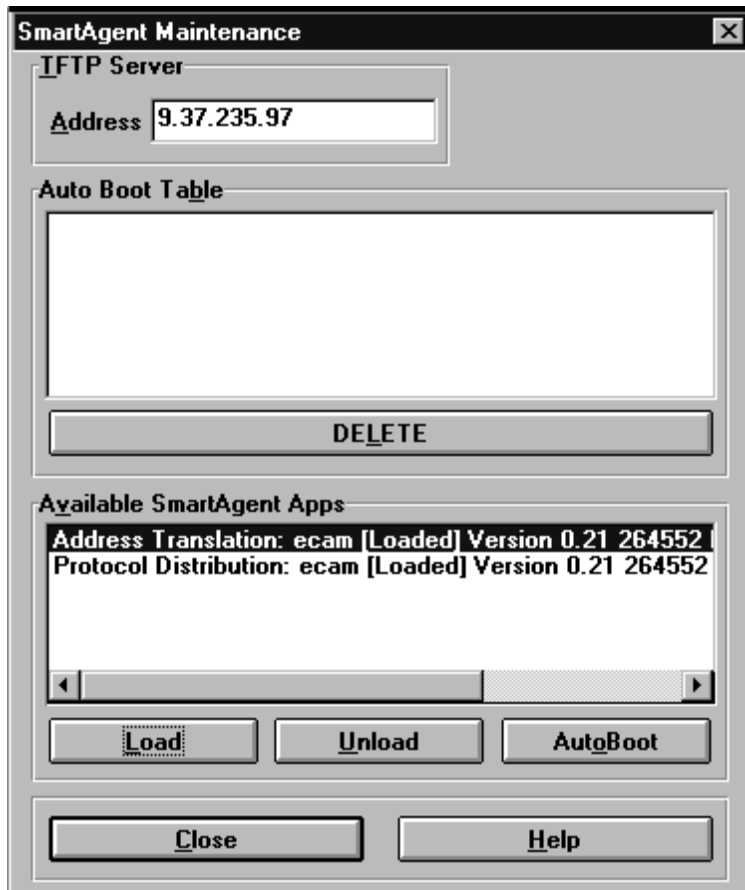 SmartAgent Maintenance
TFTP Server
Address 9.37.235.97
Auto Boot Table
DELETE
Available SmartAgent Apps
Address Translation: ecam [Loaded] Version 0.21 264552
Protocol Distribution: ecam [Loaded] Version 0.21 264552
Load Unload AutoBoot
Close Help